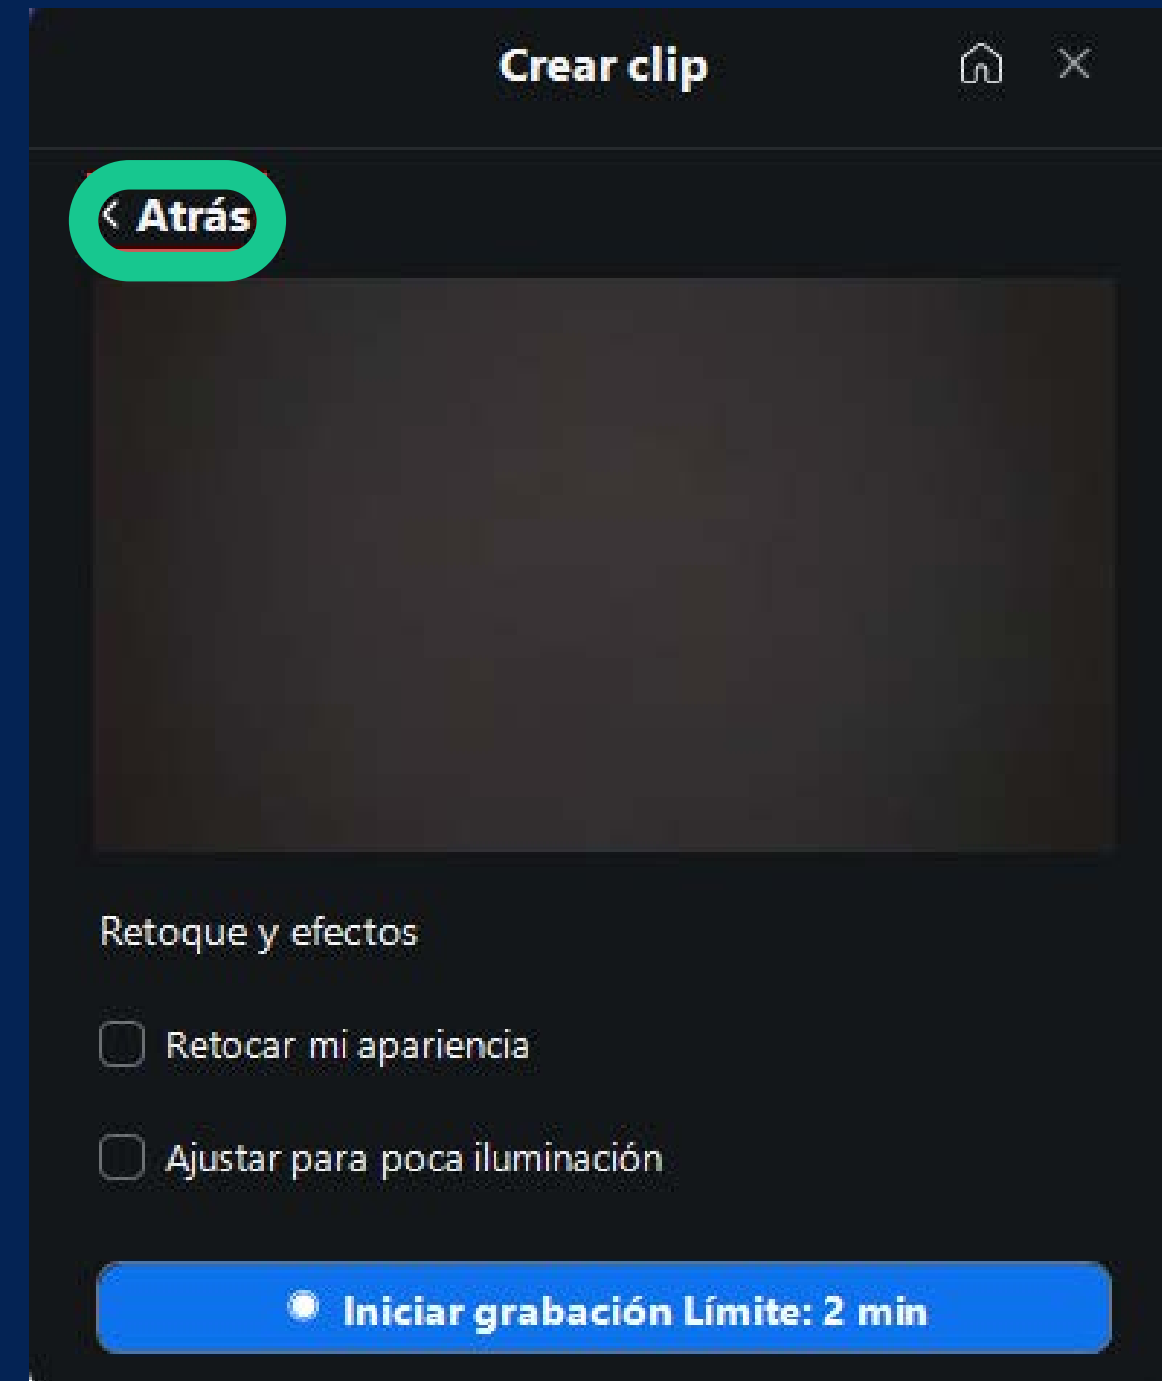 Crear clip
< Atrás
Retoque y efectos
Retocar mi apariencia
Ajustar para poca iluminación
Iniciar grabación Límite: 2 min